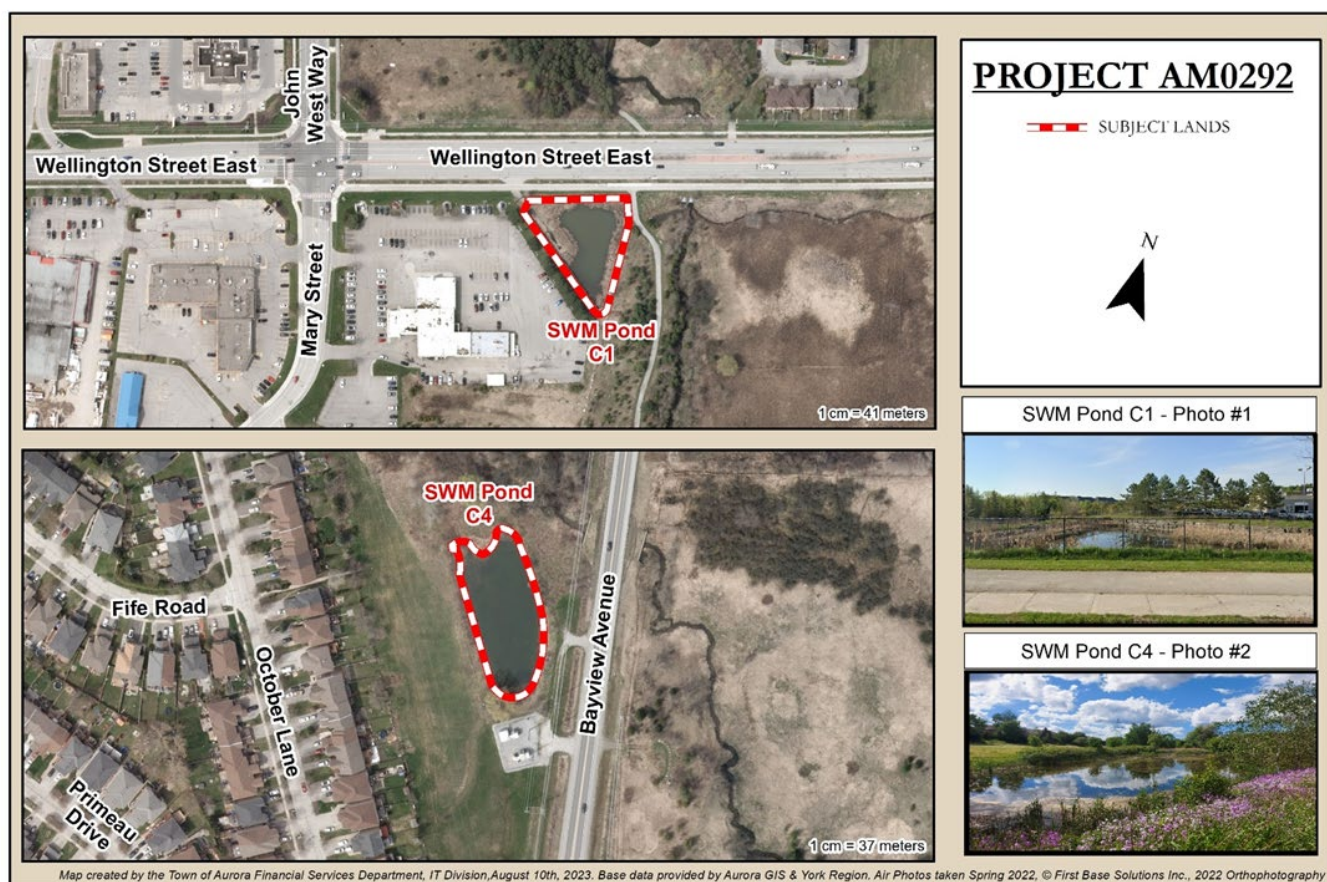 John
West Way
Wellington Street East
Wellington Street East
Mary Street
SWM Pond
C1
1 cm = 41 meters
SWM Pond
C4
Fife Road
October Lane
Bayview Avenue
Primeau
Drive
1 cm = 37 meters
PROJECT AM0292
SUBJECT LANDS
N
SWM Pond C1 - Photo #1
SWM Pond C4 - Photo #2
Map created by the Town of Aurora Financial Services Department, IT Division,August 10th, 2023. Base data provided by Aurora GIS & York Region. Air Photos taken Spring 2022, © First Base Solutions Inc., 2022 Orthophotography